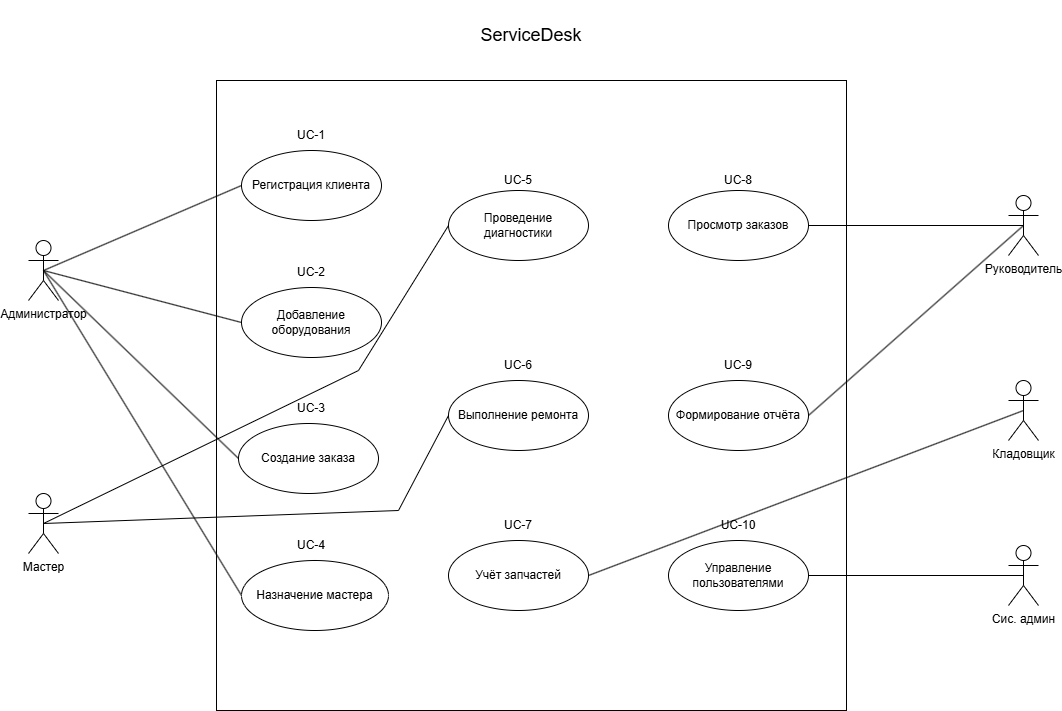 ServiceDesk
UC-1
Регистрация клиента
UC-2
Добавление
оборудования
UC-3
Создание заказа
UC-4
Назначение мастера
UC-5
Проведение
диагностики
UC-6
Выполнение ремонта
UC-7
Учёт запчастей
UC-8
Просмотр заказов
UC-9
Формирование отчёта
UC-10
Управление
пользователями
Администратор
Мастер
Руководитель
Кладовщик
Сис. админ